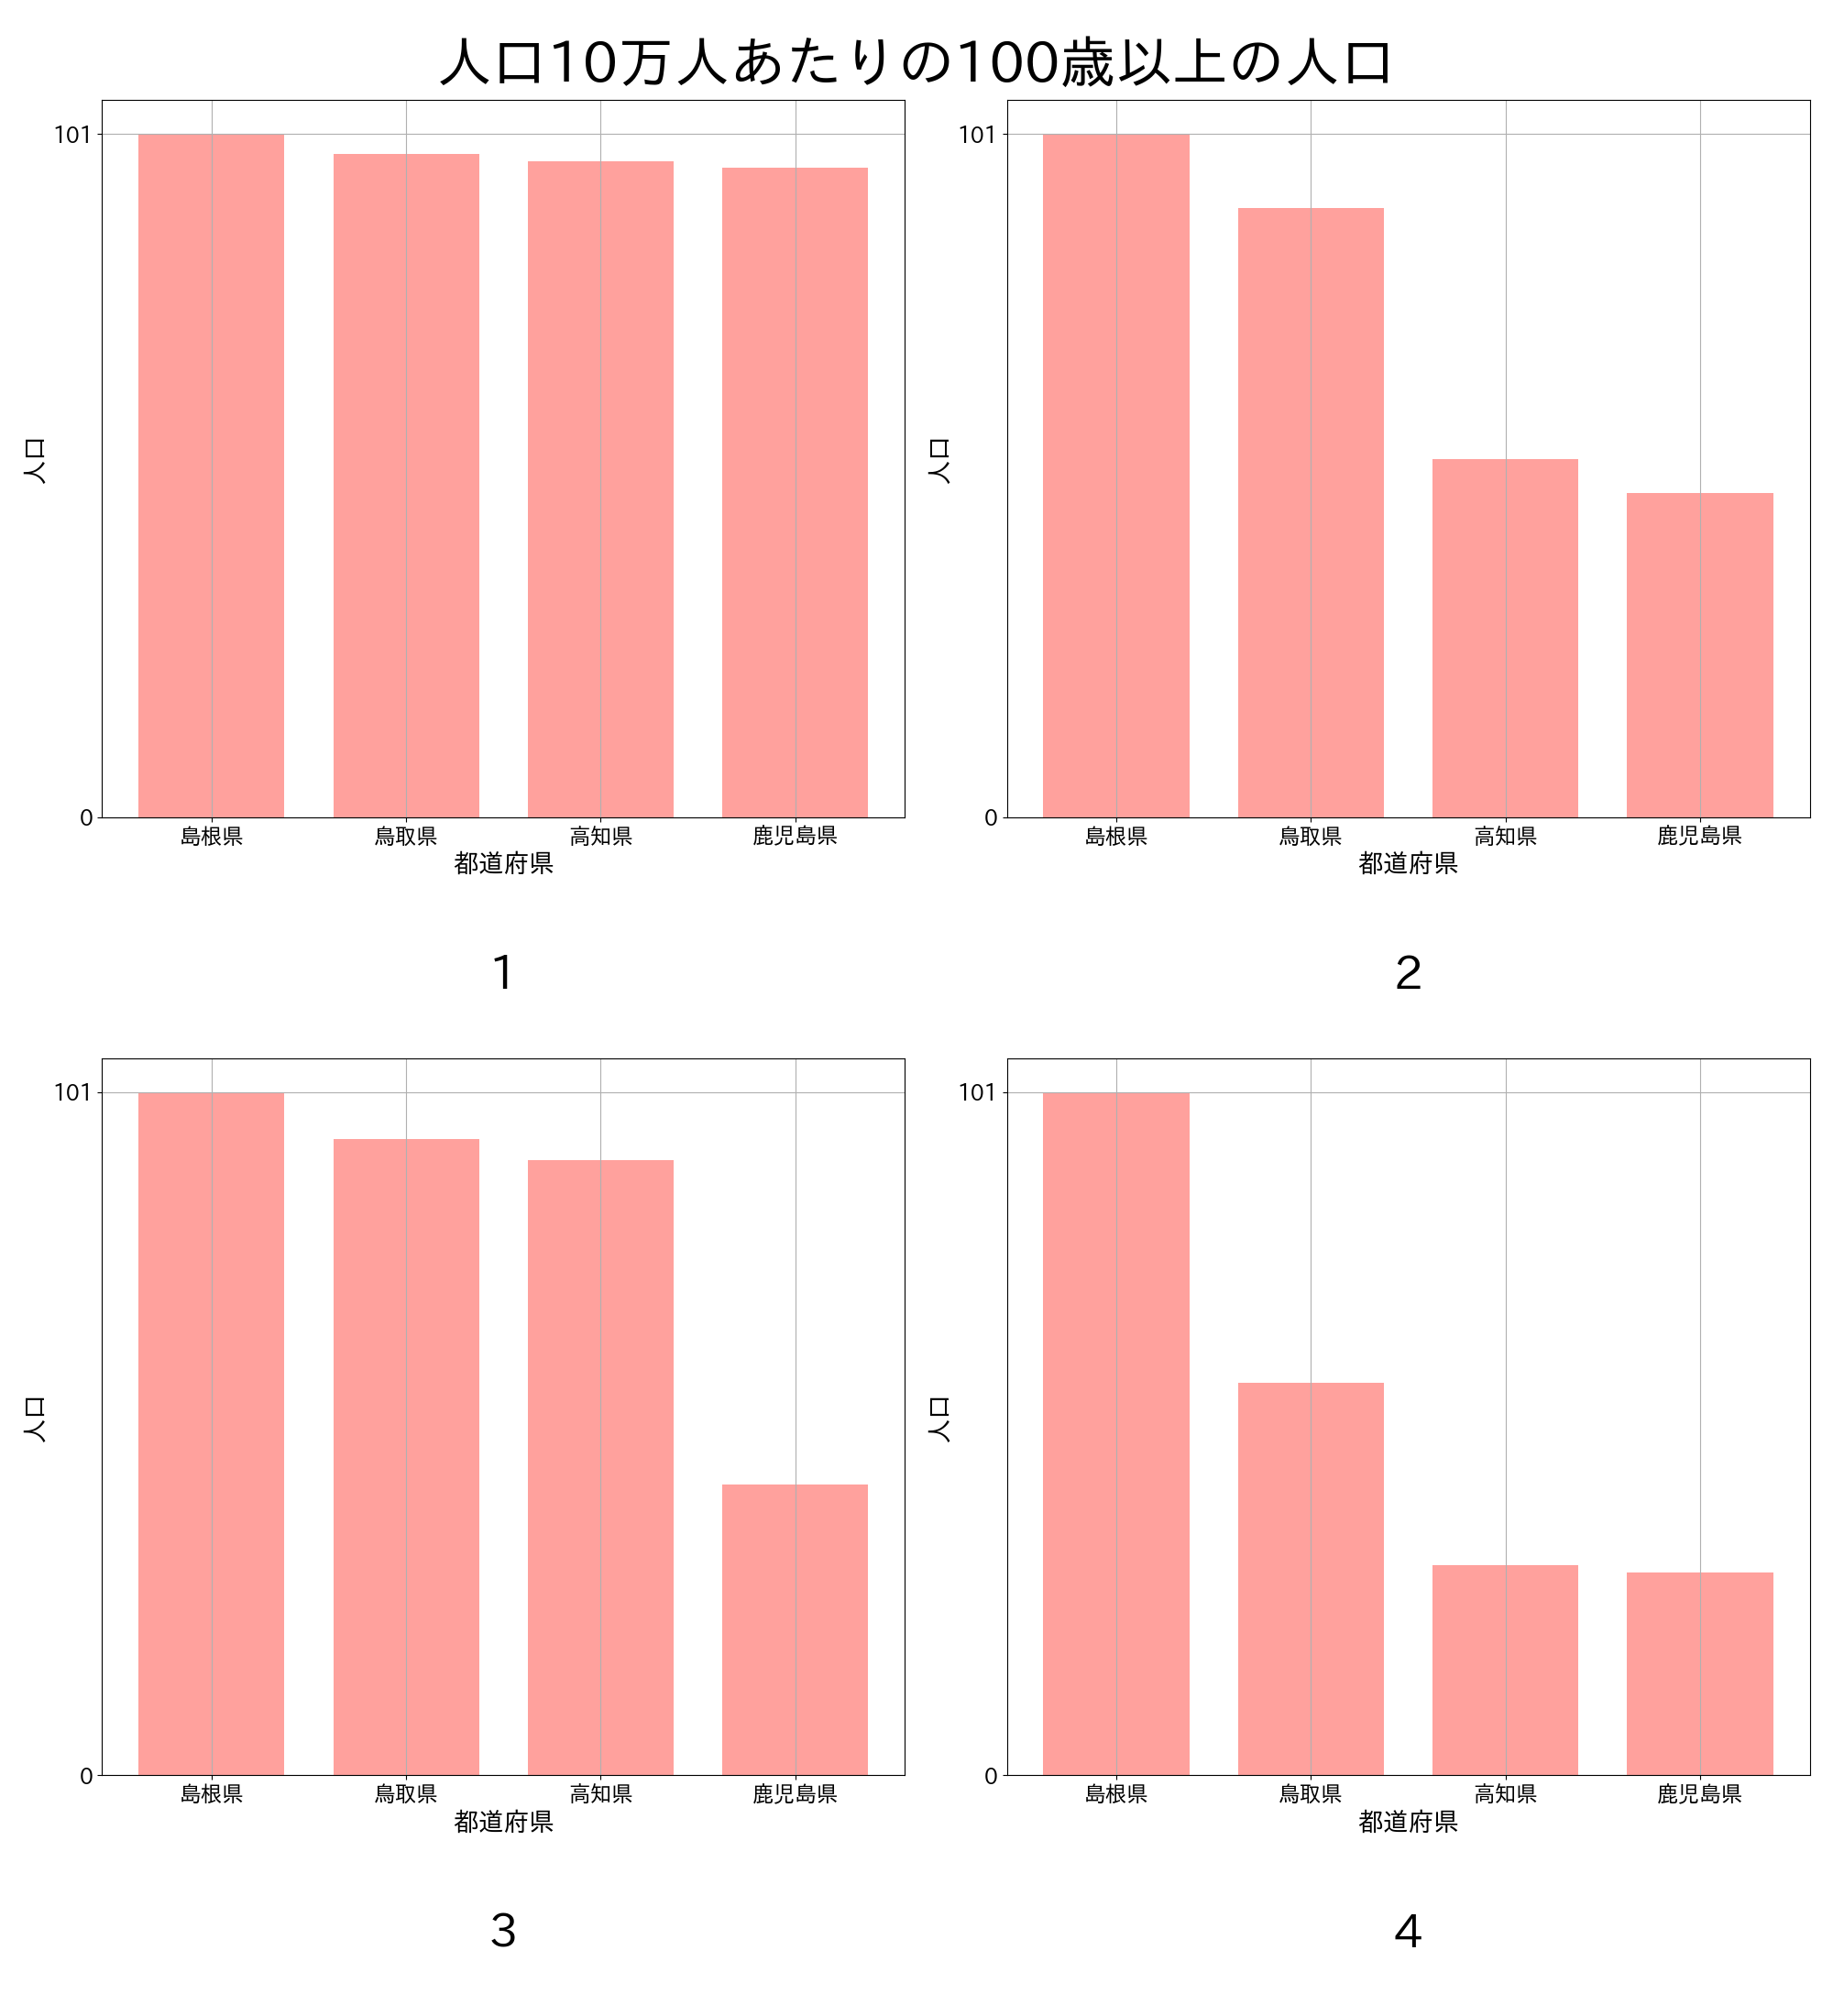 人口10万人あたりの100歳以上の人口
101
0
人口
島根県 鳥取県 高知県 鹿児島県
都道府県
1
101
0
人口
島根県 鳥取県 高知県 鹿児島県
都道府県
2
101
0
人口
島根県 鳥取県 高知県 鹿児島県
都道府県
3
101
0
人口
島根県 鳥取県 高知県 鹿児島県
都道府県
4